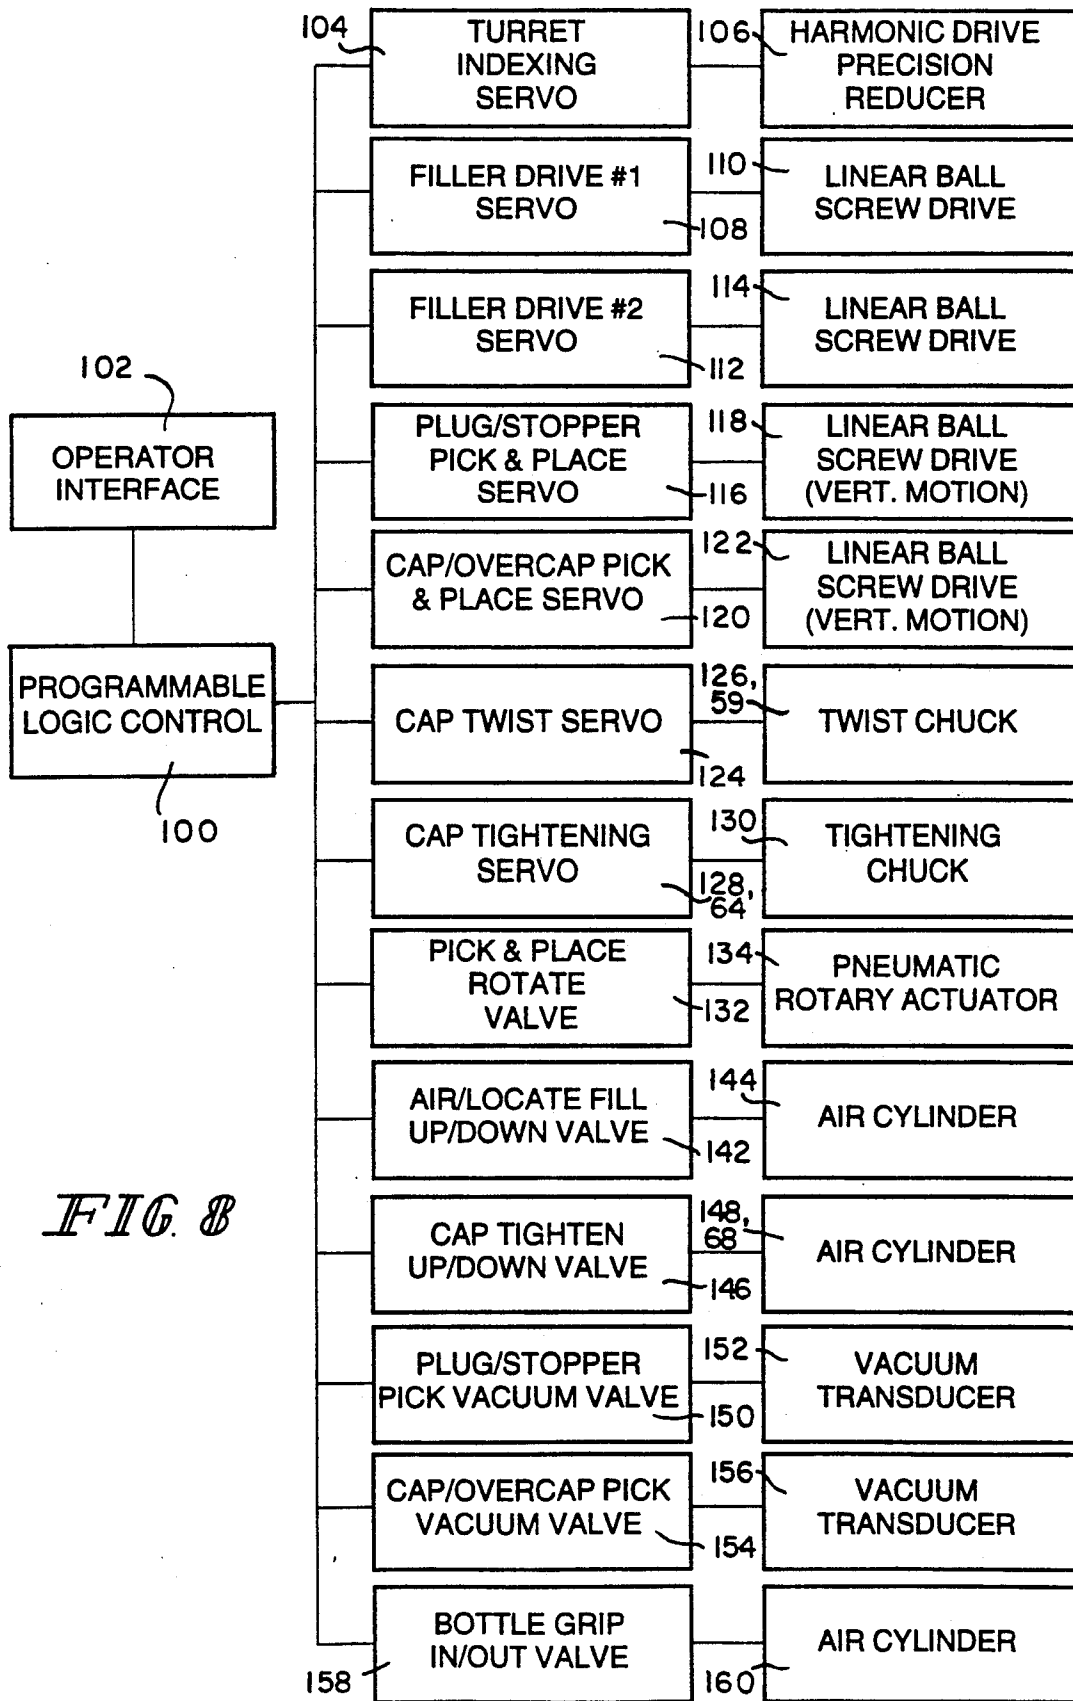 104
TURRET
INDEXING
SERVO
106
HARMONIC DRIVE
PRECISION
REDUCER
FILLER DRIVE #1
SERVO
108
110
LINEAR BALL
SCREW DRIVE
FILLER DRIVE #2
SERVO
112
114
LINEAR BALL
SCREW DRIVE
102
OPERATOR
INTERFACE
PLUG/STOPPER
PICK & PLACE
SERVO
116
118
LINEAR BALL
SCREW DRIVE
(VERT. MOTION)
CAP/OVERCAP PICK
& PLACE SERVO
120
122
LINEAR BALL
SCREW DRIVE
(VERT. MOTION)
PROGRAMMABLE
LOGIC CONTROL
100
CAP TWIST SERVO
124
126,
59
TWIST CHUCK
CAP TIGHTENING
SERVO
128,
64
130
TIGHTENING
CHUCK
PICK & PLACE
ROTATE
VALVE
132
134
PNEUMATIC
ROTARY ACTUATOR
AIR/LOCATE FILL
UP/DOWN VALVE
142
144
AIR CYLINDER
FIG. 8
CAP TIGHTEN
UP/DOWN VALVE
146
148,
68
AIR CYLINDER
PLUG/STOPPER
PICK VACUUM VALVE
150
152
VACUUM
TRANSDUCER
CAP/OVERCAP PICK
VACUUM VALVE
154
156
VACUUM
TRANSDUCER
BOTTLE GRIP
IN/OUT VALVE
158
AIR CYLINDER
160